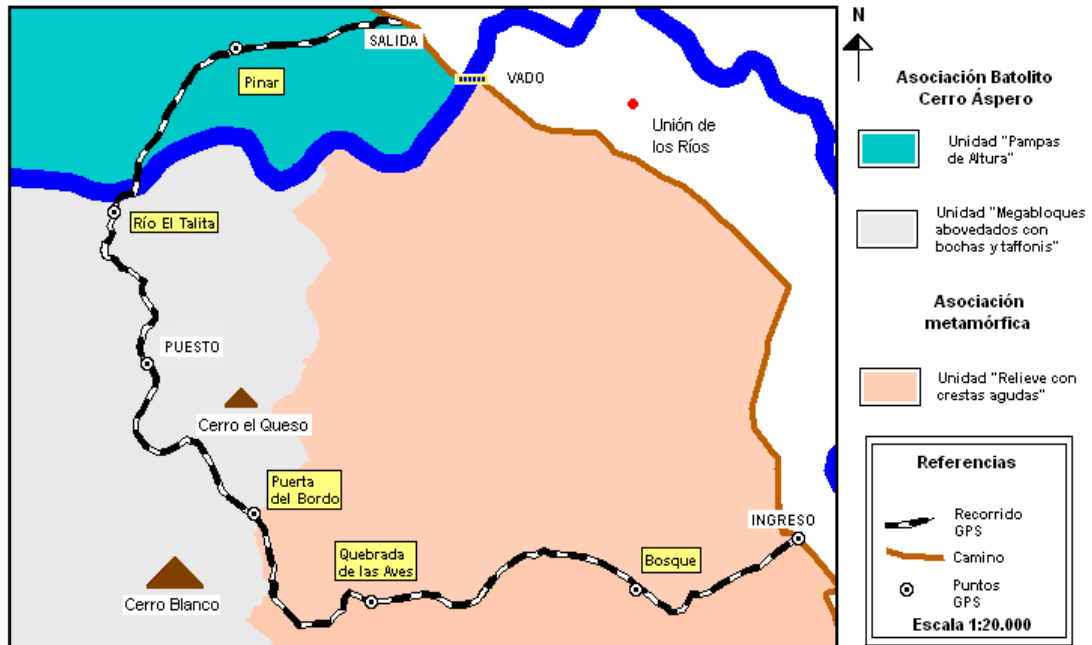 SALIDA
Pinar
VADO
Unión de
los Ríos
Río El Talita
PUESTO
Cerro el Queso
Puerta
del Bordo
INGRESO
Quebrada
de las Aves
Bosque
Cerro Blanco
N
Asociación Batolito
Cerro Áspero
Unidad "Pampas
de Altura"
Unidad "Megabloques
abovedados con
bochas y taffonis"
Asociación
metamórfica
Unidad "Relieve con
crestas agudas"
Referencias
Recorrido
GPS
Camino
Puntos
GPS
Escala 1:20.000